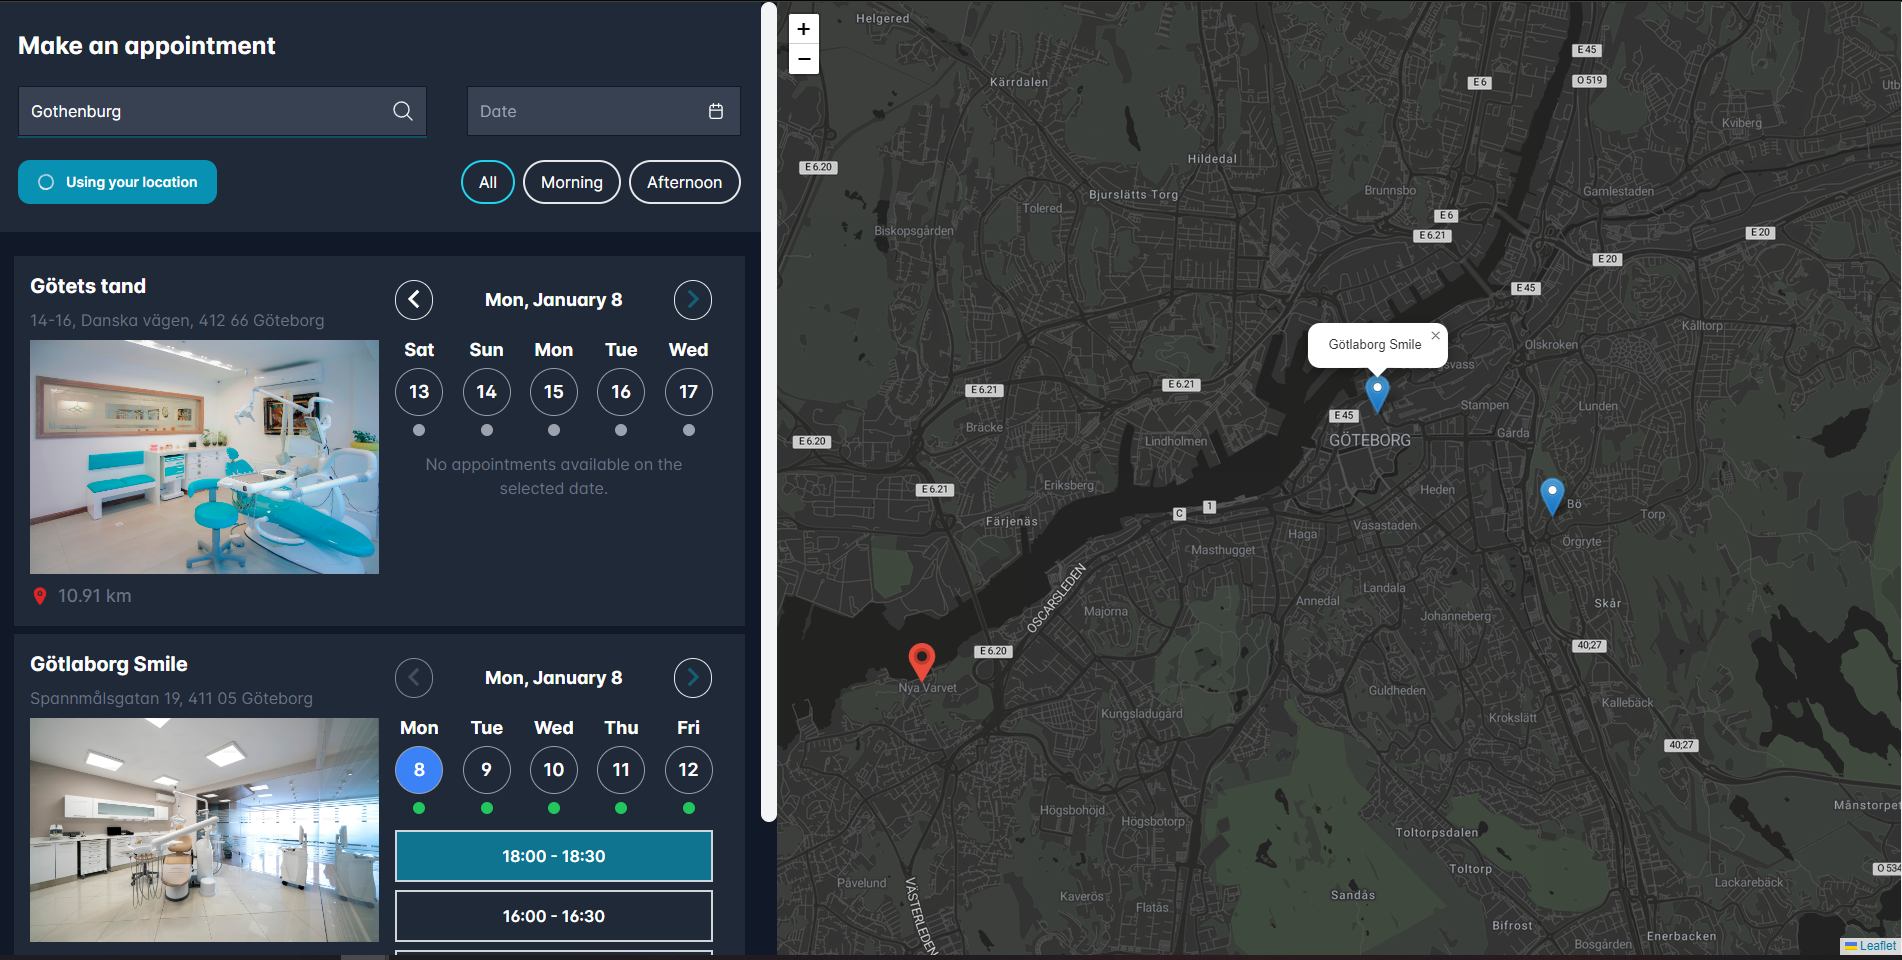 Make an appointment
Gothenburg
Date
Using your location
All
Morning
Afternoon
Götets tand
14-16, Danska vägen, 412 66 Göteborg
Mon, January 8
Sat Sun Mon Tue Wed
13 14 15 16 17
No appointments available on the
selected date.
10.91 km
Götlaborg Smile
Spannmålsgatan 19, 411 05 Göteborg
Mon, January 8
Mon Tue Wed Thu Fri
8 9 10 11 12
18:00 - 18:30
16:00 - 16:30
+
−
Helgered
E 45
Kärrdalen
E 6
O 519
Kviberg
Hildedal
E 6.20
Brunnsbo
Gamlestaden
Bjurslätts Torg
Tolered
E 6
Biskopsgården
E 6.21
E 20
E 20
E 45
Kålltorp
Götlaborg Smile
×
Olskroken
E 6.21
E 6.21
Stampen
Lunden
E 45
Bräcke
Gårda
E 6.20
Lindholmen
GÖTEBORG
Eriksberg
E 6.21
Heden
Bö
Torp
C
1
Färjenäs
Vasastaden
Haga
Örgryte
Masthugget
OSCARSLEDEN
Landala
Annedal
Skår
Majorna
Johanneberg
E 6.20
40;27
Nya Varvet
Guldheden
Kallebäck
Kungsladugård
Krokslätt
40;27
Högsbohöjd
Högsbotorp
Månstorpet
Toltorpsdalen
Toltorp
O 534
Påvelund
VÄSTERLEDEN
Kaverös
Flatås
Sandås
Lackarebäck
Bifrost
Enerbacken
Bosgården
Leaflet